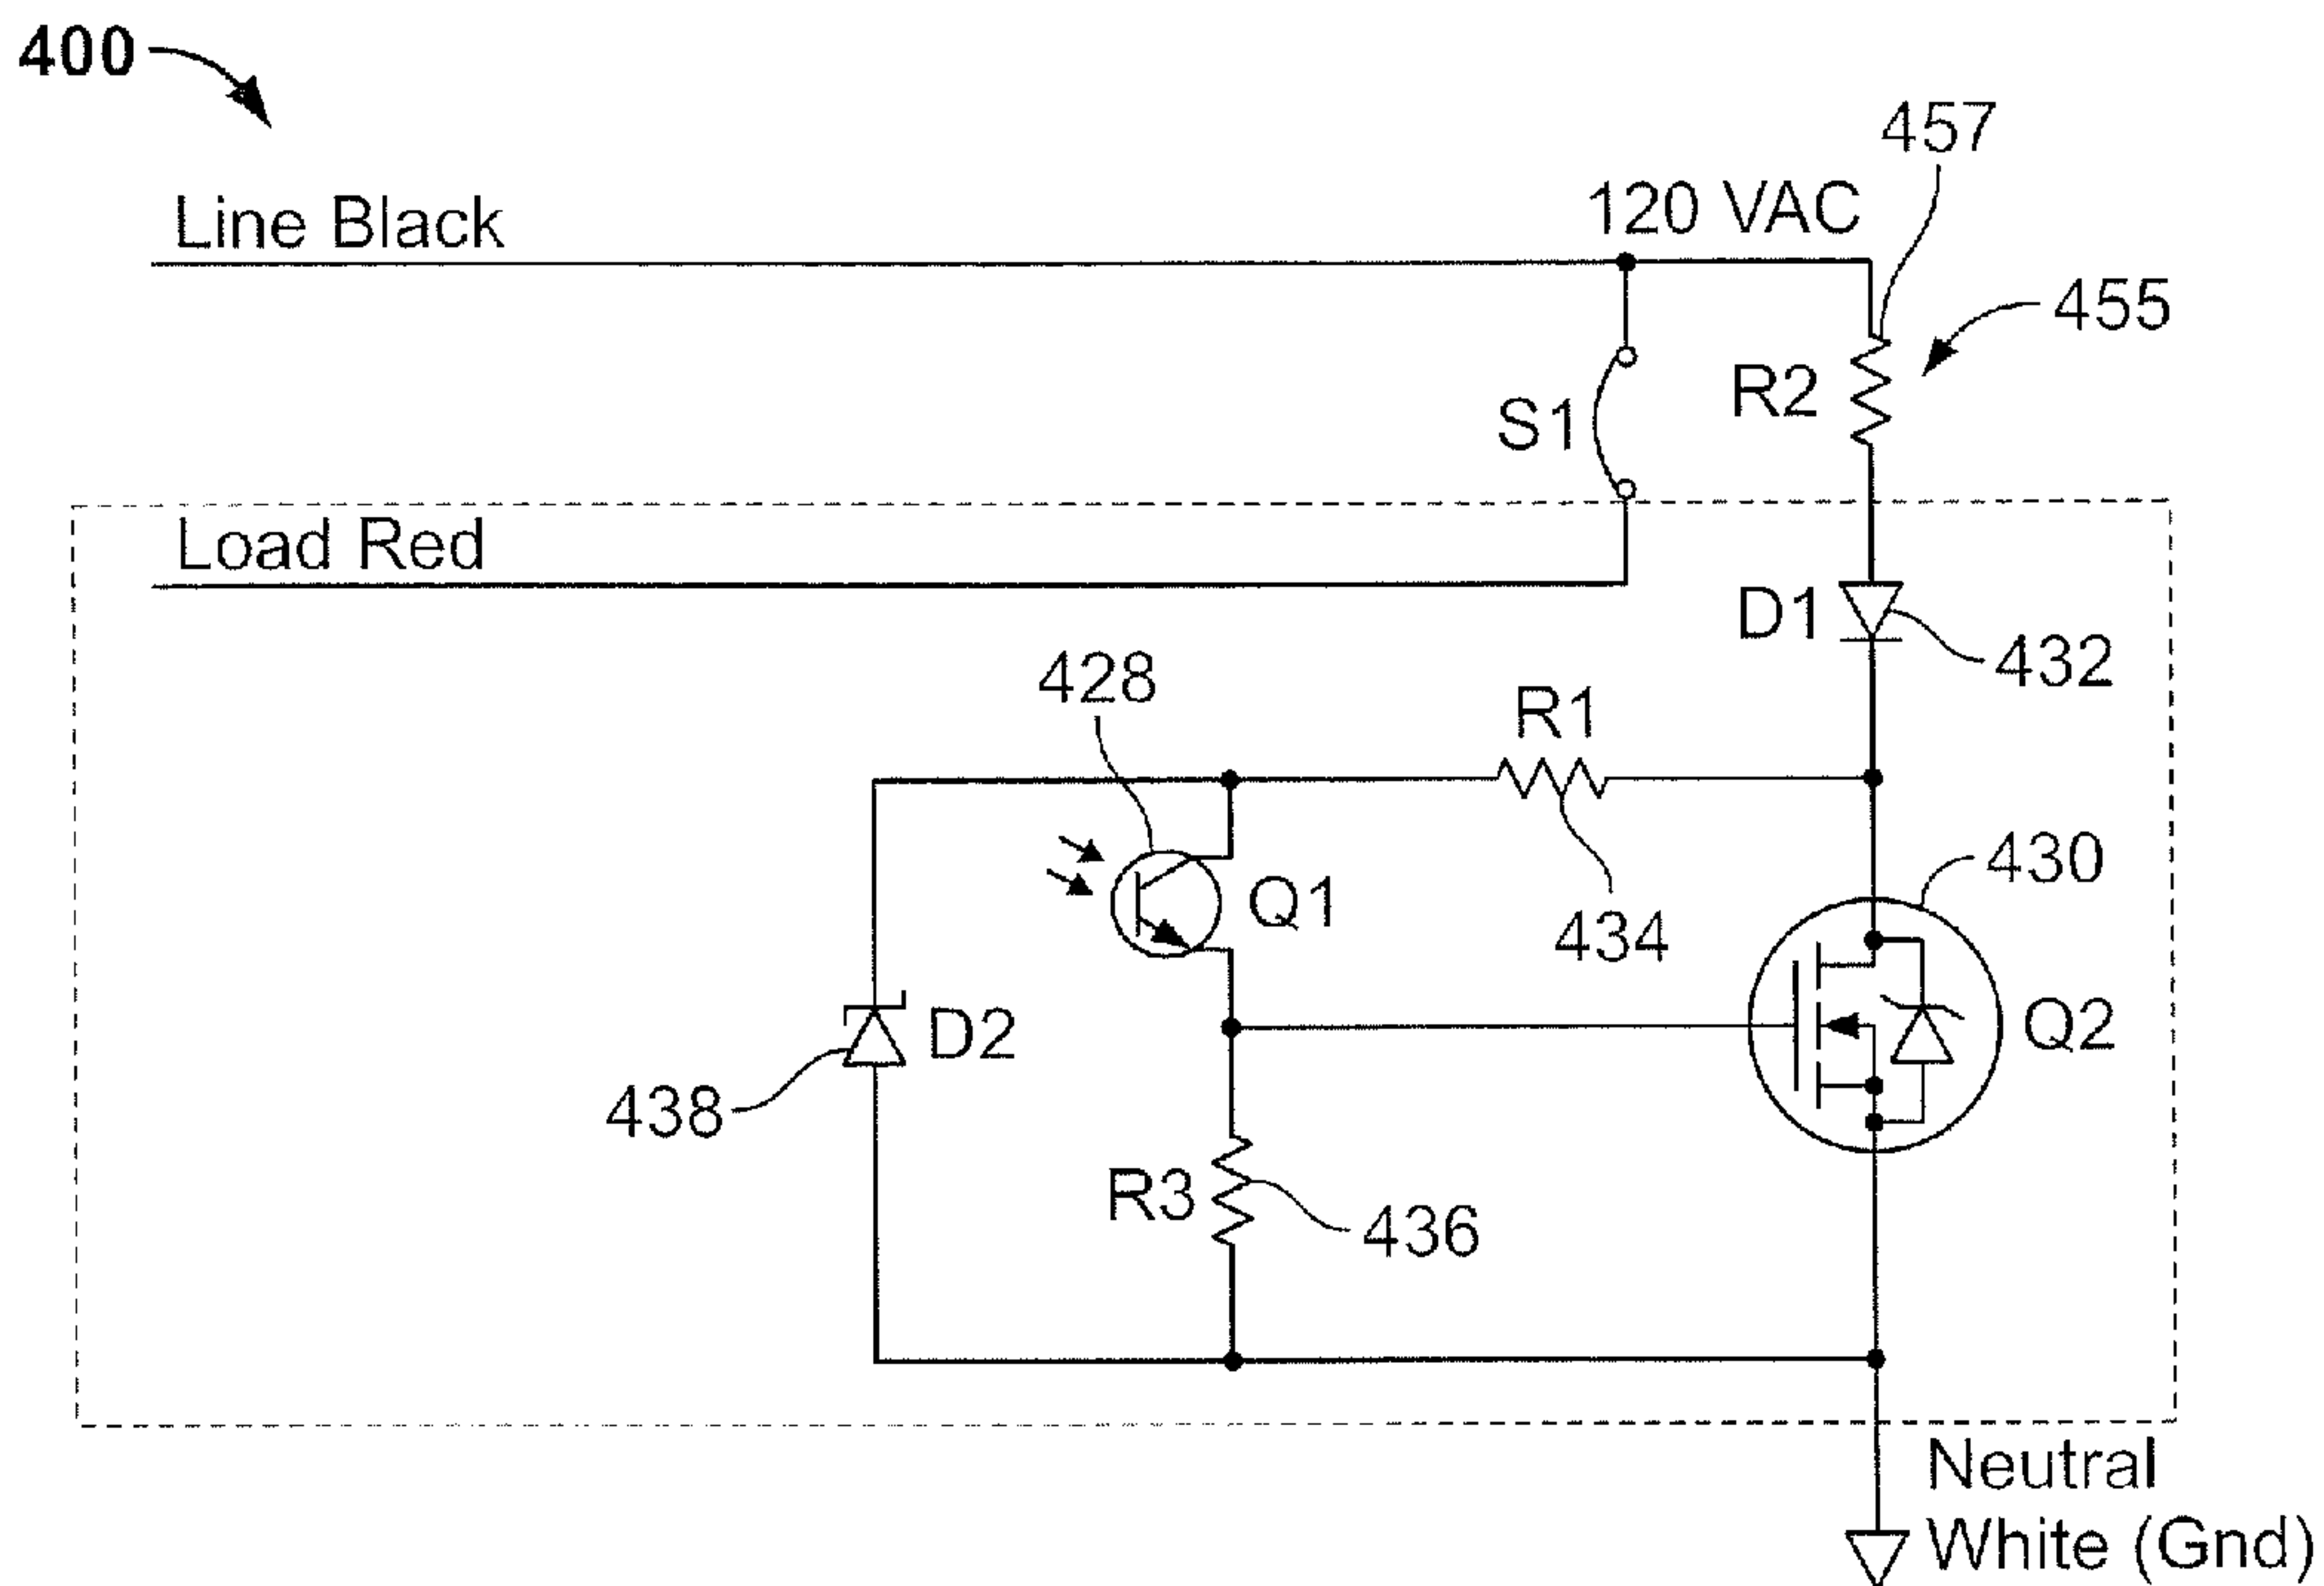 400
457
Line Black
120 VAC
455
R2
S1
Load Red
D1
432
428
R1
430
Q1
434
D2
Q2
438
R3
436
Neutral
White (Gnd)